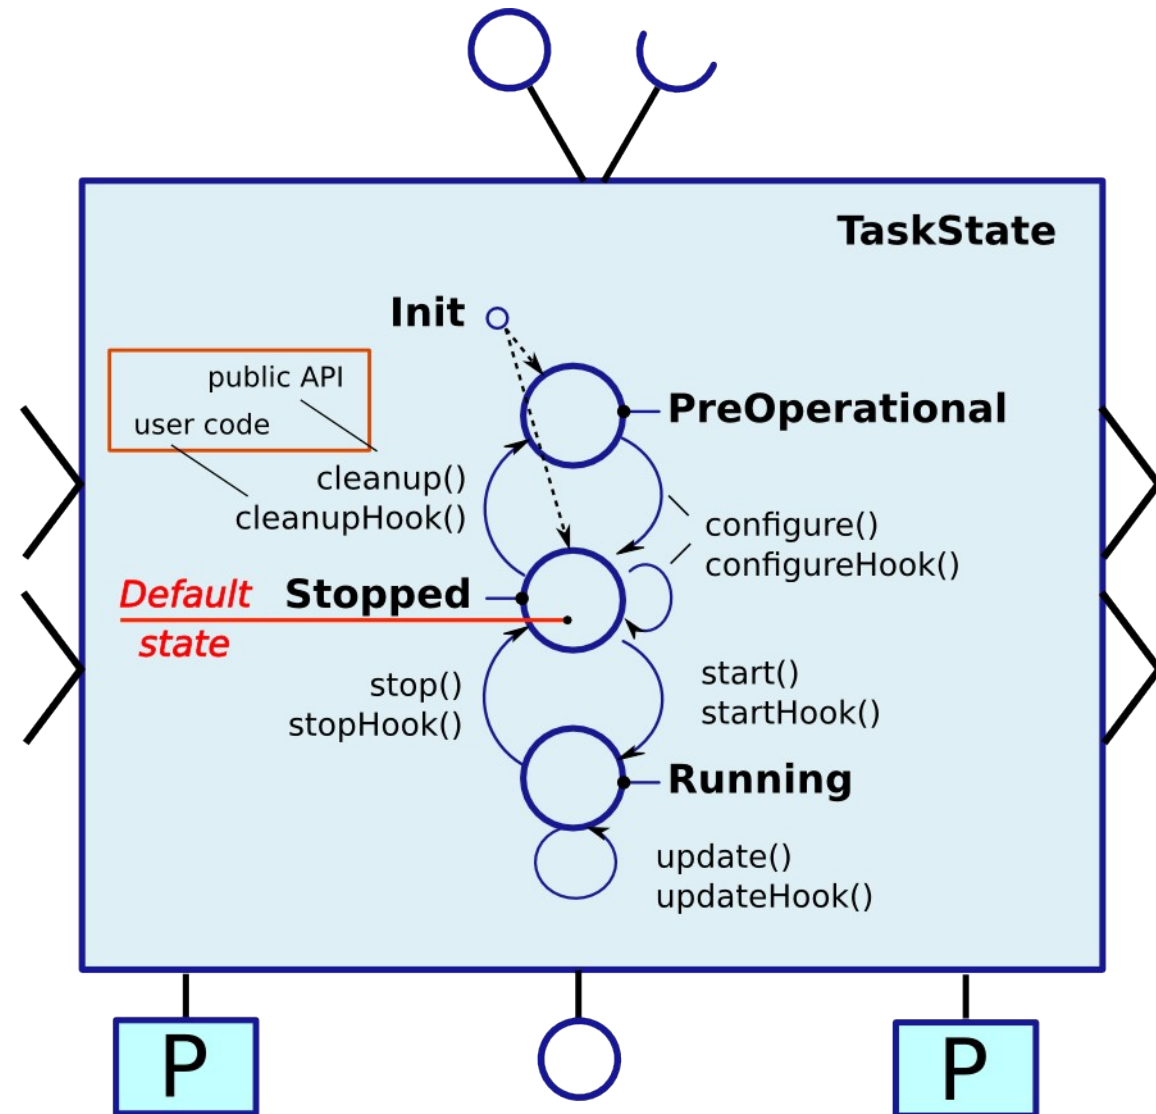 TaskState
Init
public API
user code
PreOperational
cleanup()
cleanupHook()
configure()
configureHook()
Default
state
Stopped
stop()
stopHook()
start()
startHook()
Running
update()
updateHook()
P
P